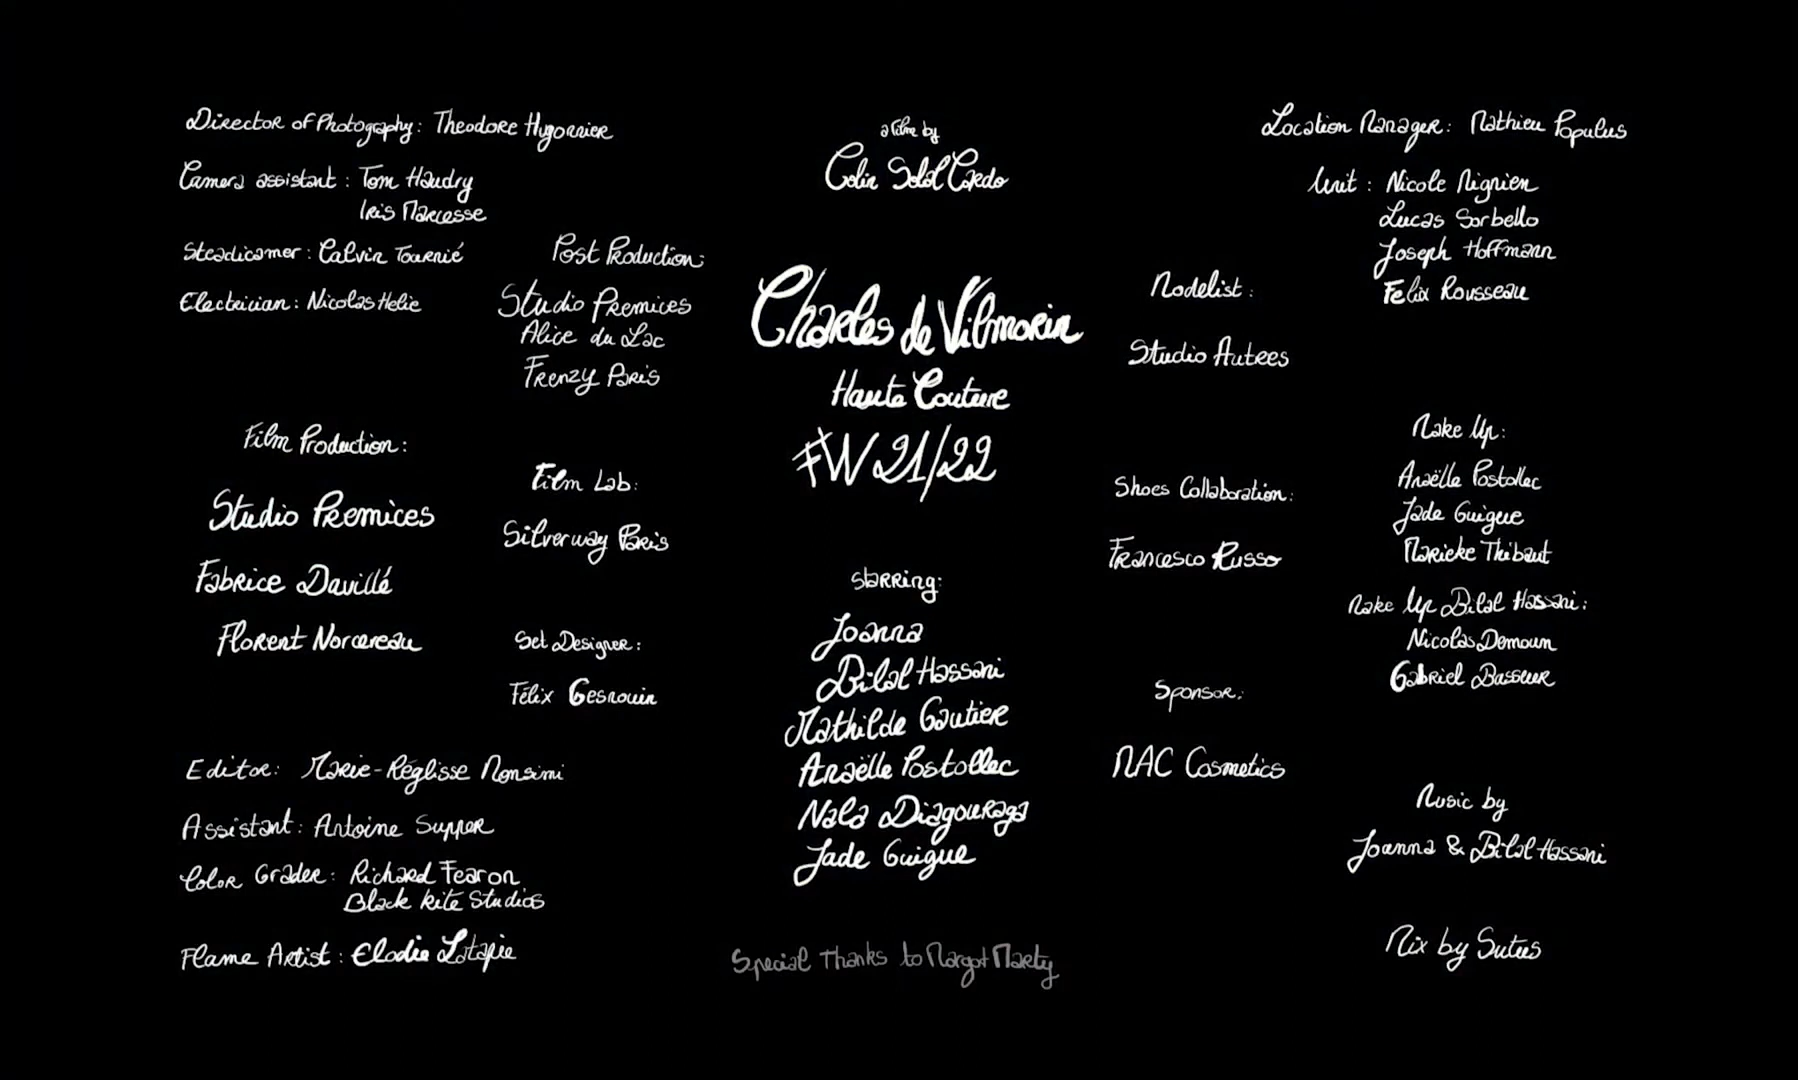 Director of Photography: Theodore Hugonnier
Camera assistant: Tom Haudry
Iris Marcesse
Steadicamer: Calvin Tournié
Electrician: Nicolas Helie
Post Production:
Studio Premices
Alice du Lac
Frenzy Paris
Film Production:
Studio Premices
Fabrice Davillé
Florent Norcereau
Film Lab:
Silverway Paris
Set Designer:
Félix Gesnouin
Editor: Marie-Réglisse Monsimi
Assistant: Antoine Supper
Color Grader: Richard Fearon
Black Kite Studios
Flame Artist: Elodie Latapie
a film by
Colin Solal Cardo
Charles de Vilmorin
Haute Couture
FW 21/22
Starring:
Joanna
Bilal Hassani
Mathilde Gautier
Anaëlle Postollec
Nala Diagouraga
Jade Guigue
Special Thanks to Margot Marty
Modelist:
Studio Autrees
Shoes Collaboration:
Francesco Russo
Sponsor:
MAC Cosmetics
Location Manager: Mathieu Populus
Unit: Nicole Mignien
Lucas Sorbello
Joseph Hoffmann
Felix Rousseau
Make Up:
Anaëlle Postollec
Jade Guigue
Marieke Thibaut
Make Up Bilal Hassani:
Nicolas Demoun
Gabriel Basseur
Music by
Joanna & Bilal Hassani
Mix by Sutus